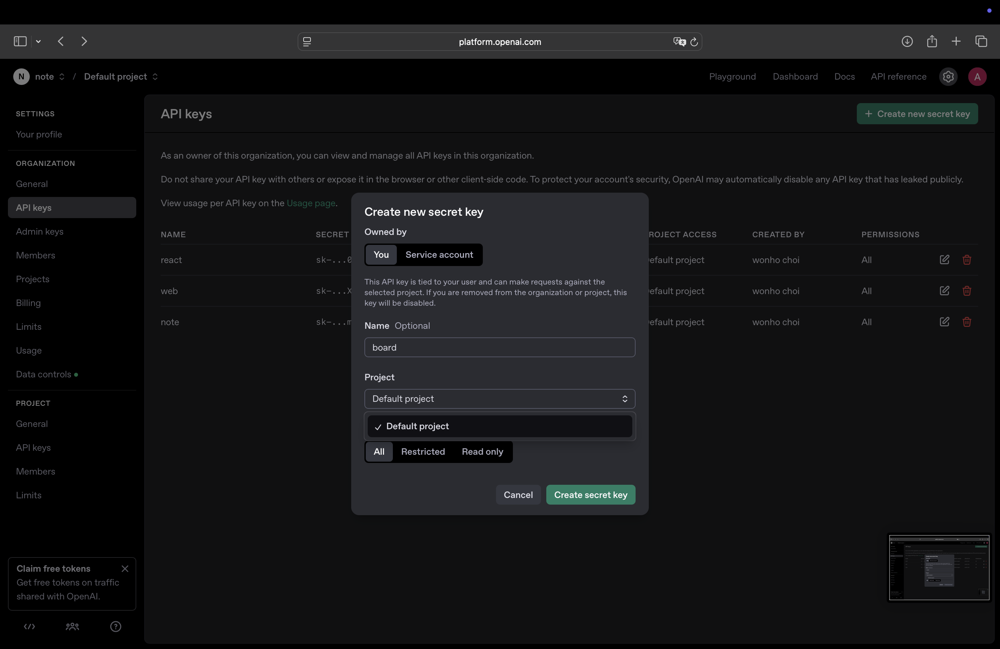 platform.openai.com
N note / Default project
Playground Dashboard Docs API reference A
SETTINGS
Your profile
ORGANIZATION
General
API keys
Admin keys
Members
Projects
Billing
Limits
Usage
Data controls
PROJECT
General
API keys
Members
Limits
Claim free tokens
Get free tokens on traffic
shared with OpenAI.
API keys
+ Create new secret key
As an owner of this organization, you can view and manage all API keys in this organization.
Do not share your API key with others or expose it in the browser or other client-side code. To protect your account's security, OpenAI may automatically disable any API key that has leaked publicly.
View usage per API key on the Usage page.
NAME SECRET ROJECT ACCESS CREATED BY PERMISSIONS
react sk-...0 efault project wonho choi All
web sk-...X efault project wonho choi All
note sk-...m efault project wonho choi All
Create new secret key
Owned by
You Service account
This API key is tied to your user and can make requests against the
selected project. If you are removed from the organization or project, this
key will be disabled.
Name Optional
board
Project
Default project
Default project
All Restricted Read only
Cancel Create secret key